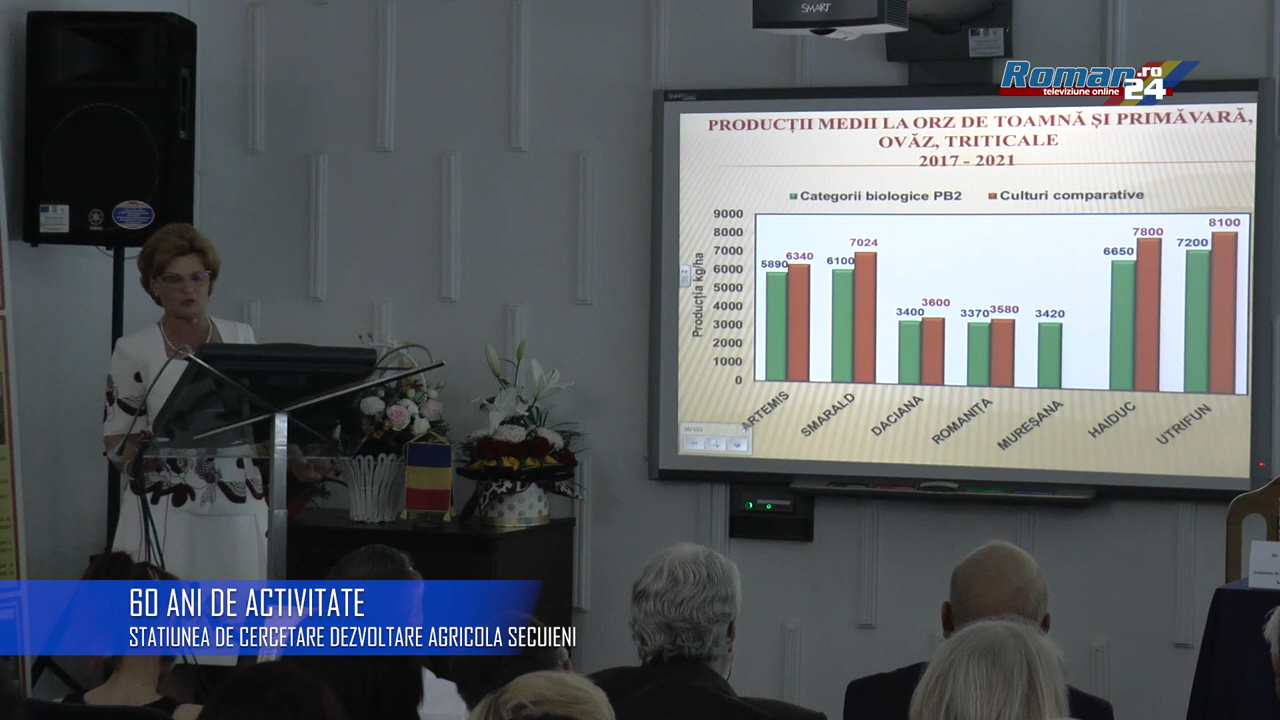 SMART
Roman.ro
24
televiziune online
PRODUCȚII MEDII LA ORZ DE TOAMNĂ ȘI PRIMĂVARĂ,
OVĂZ, TRITICALE
2017 - 2021
Categorii biologice PB2 Culturi comparative
Producția kg/ha
9000
8000
7000
6000
5000
4000
3000
2000
1000
0
5890 6340 6100 7024 3400 3600 3370 3580 3420 6650 7800 7200 8100
ARTEMIS SMARALD DACIANA ROMANIȚA MUREȘANA HAIDUC UTRIFUN
60 ANI DE ACTIVITATE
STATIUNEA DE CERCETARE DEZVOLTARE AGRICOLA SECUIENI